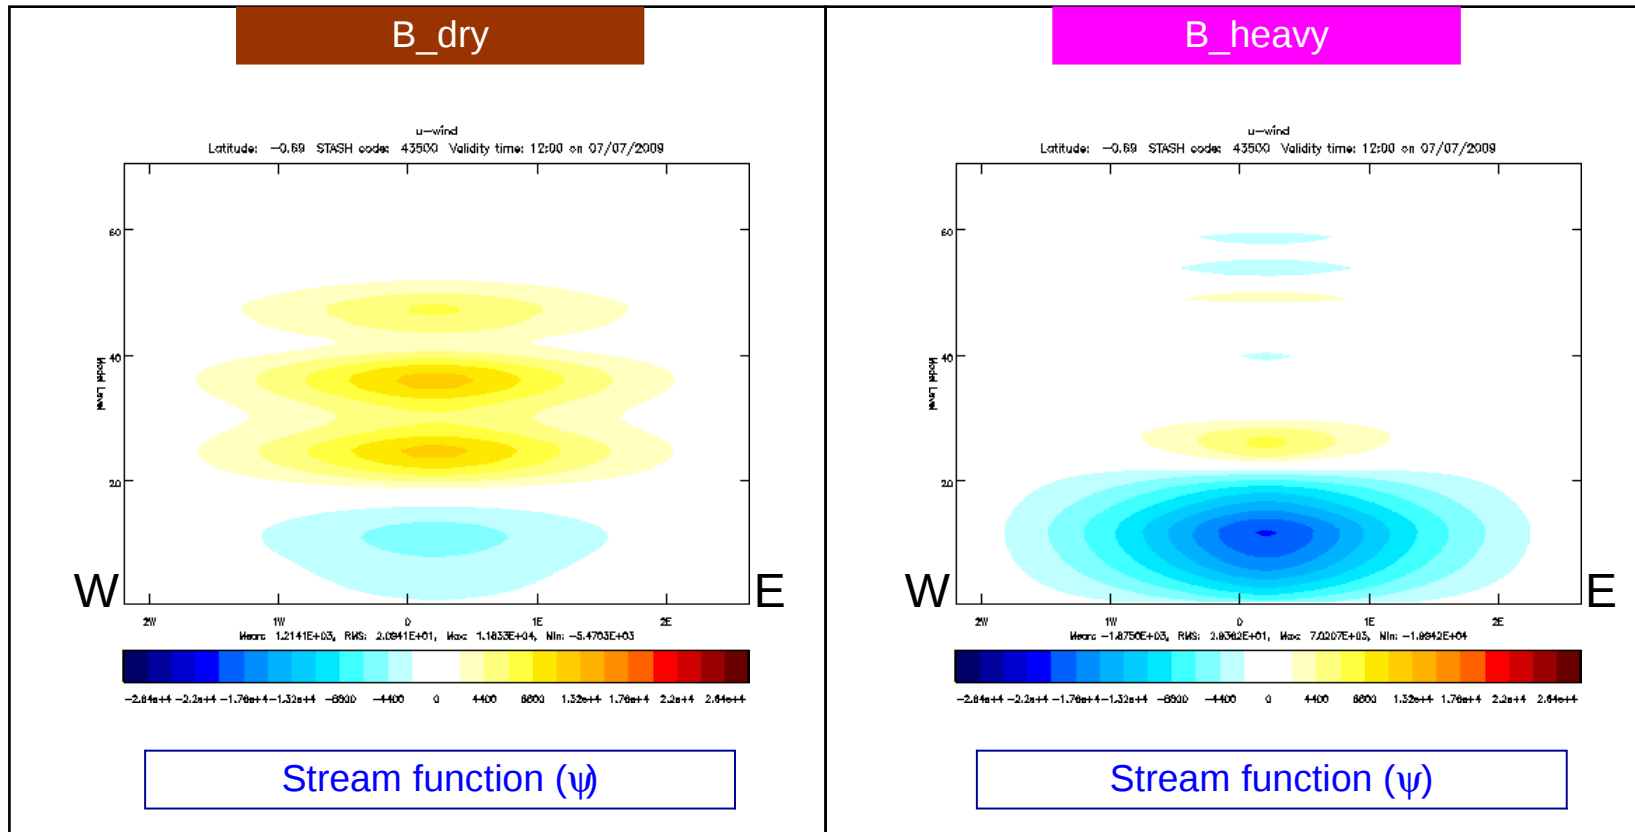 B_dry
u-wind
Latitude: -0.69 STASH code: 43500 Validity time: 12:00 on 07/07/2009
60
40
20
Model Level
W
E
2W 1W 0 1E 2E
Mean: 1.2141E+03, RMS: 2.0941E+01, Max: 1.1833E+04, Min: -5.4703E+03
-2.64e+4 -2.2e+4 -1.76e+4 -1.32e+4 -8800 -4400 0 4400 8800 1.32e+4 1.76e+4 2.2e+4 2.64e+4
Stream function (ψ)
B_heavy
u-wind
Latitude: -0.69 STASH code: 43500 Validity time: 12:00 on 07/07/2009
60
40
20
Model Level
W
E
2W 1W 0 1E 2E
Mean: -1.8750E+03, RMS: 2.9362E+01, Max: 7.0207E+03, Min: -1.9942E+04
-2.64e+4 -2.2e+4 -1.76e+4 -1.32e+4 -8800 -4400 0 4400 8800 1.32e+4 1.76e+4 2.2e+4 2.64e+4
Stream function (ψ)